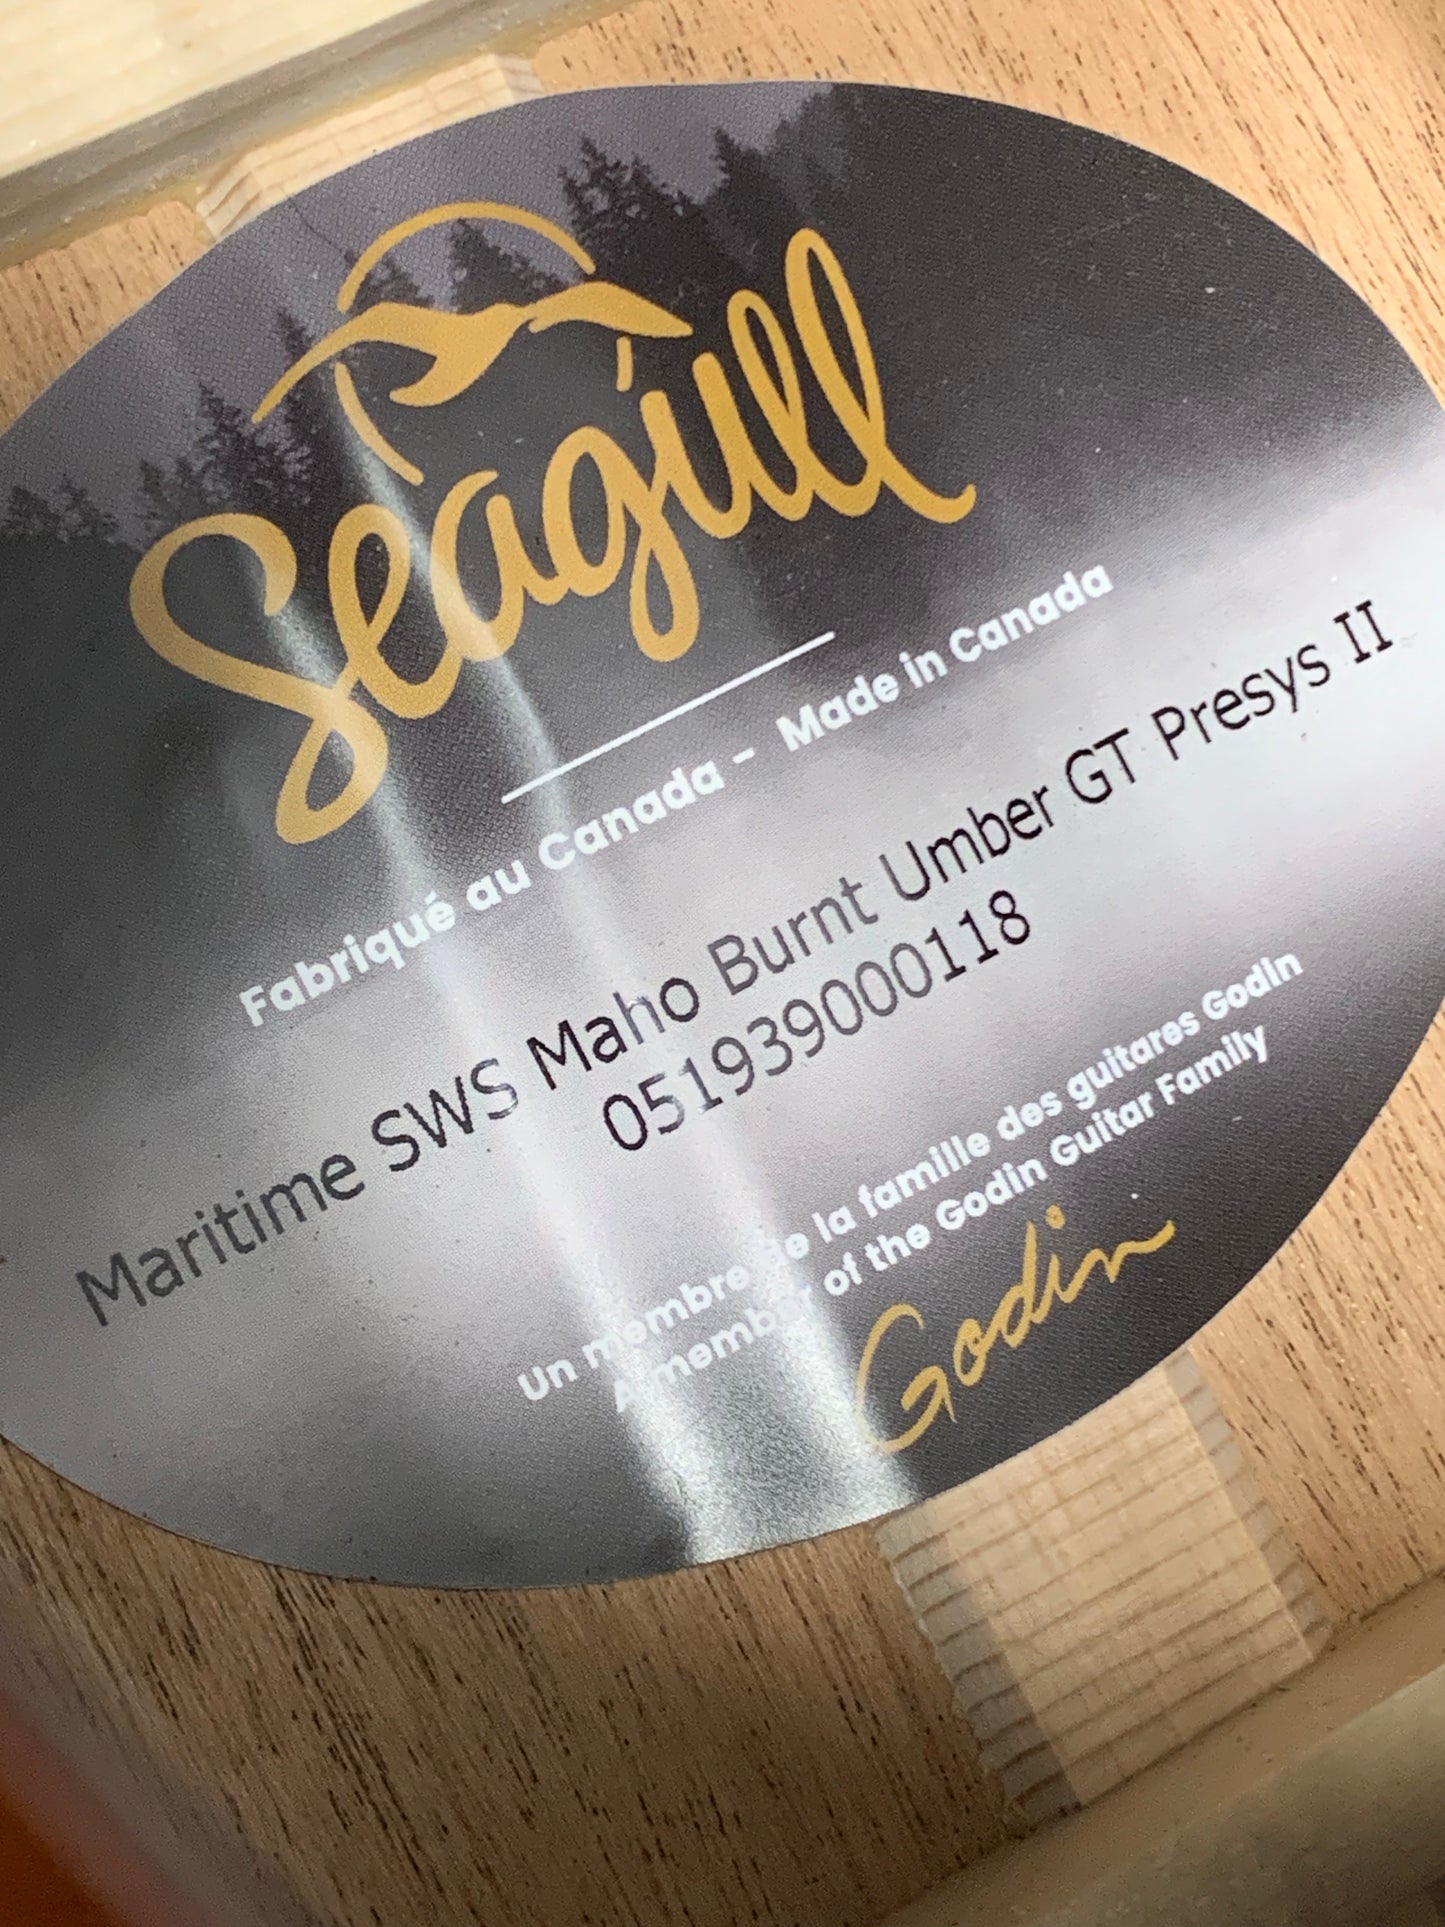 Seagull
Fabriqué au Canada - Made in Canada
Maritime SWS Maho Burnt Umber GT Presys II
051939000118
Un membre de la famille des guitares Godin
A member of the Godin Guitar Family
Godin